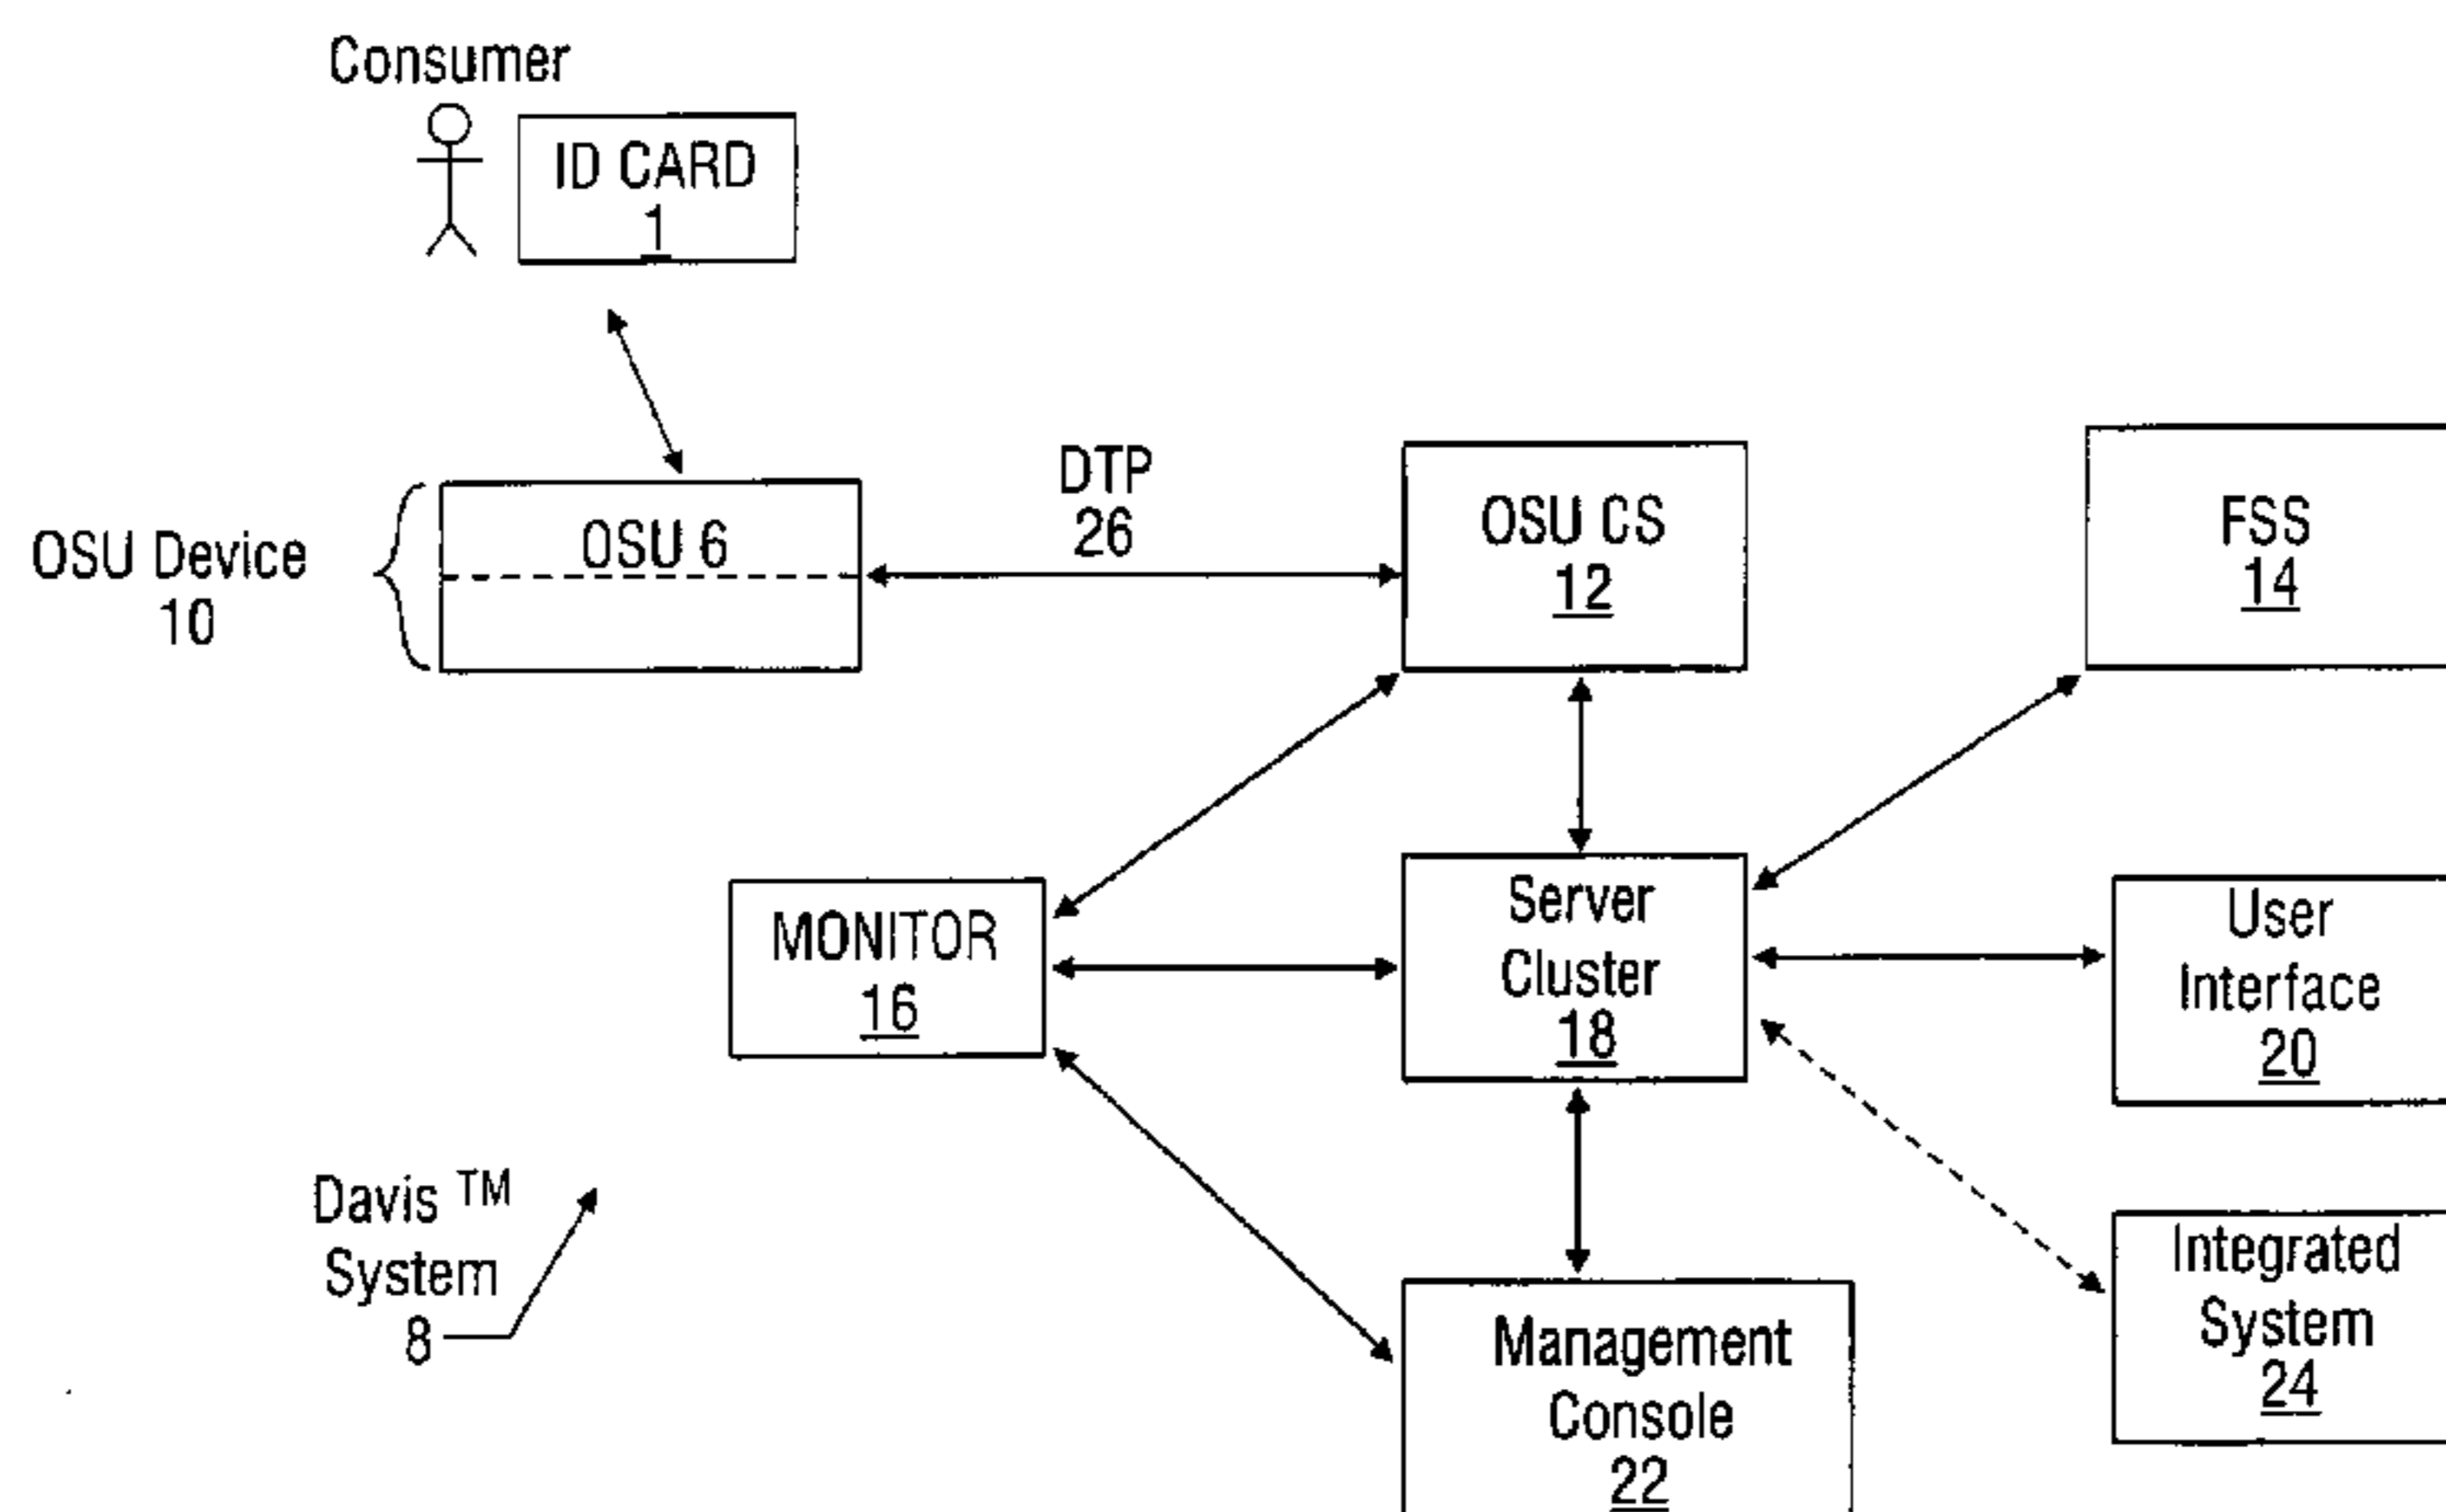 Consumer
ID CARD
1
OSU Device
10
OSU 6
DTP
26
OSU CS
12
FSS
14
MONITOR
16
Server
Cluster
18
User
Interface
20
Davis TM
System
8
Management
Console
22
Integrated
System
24